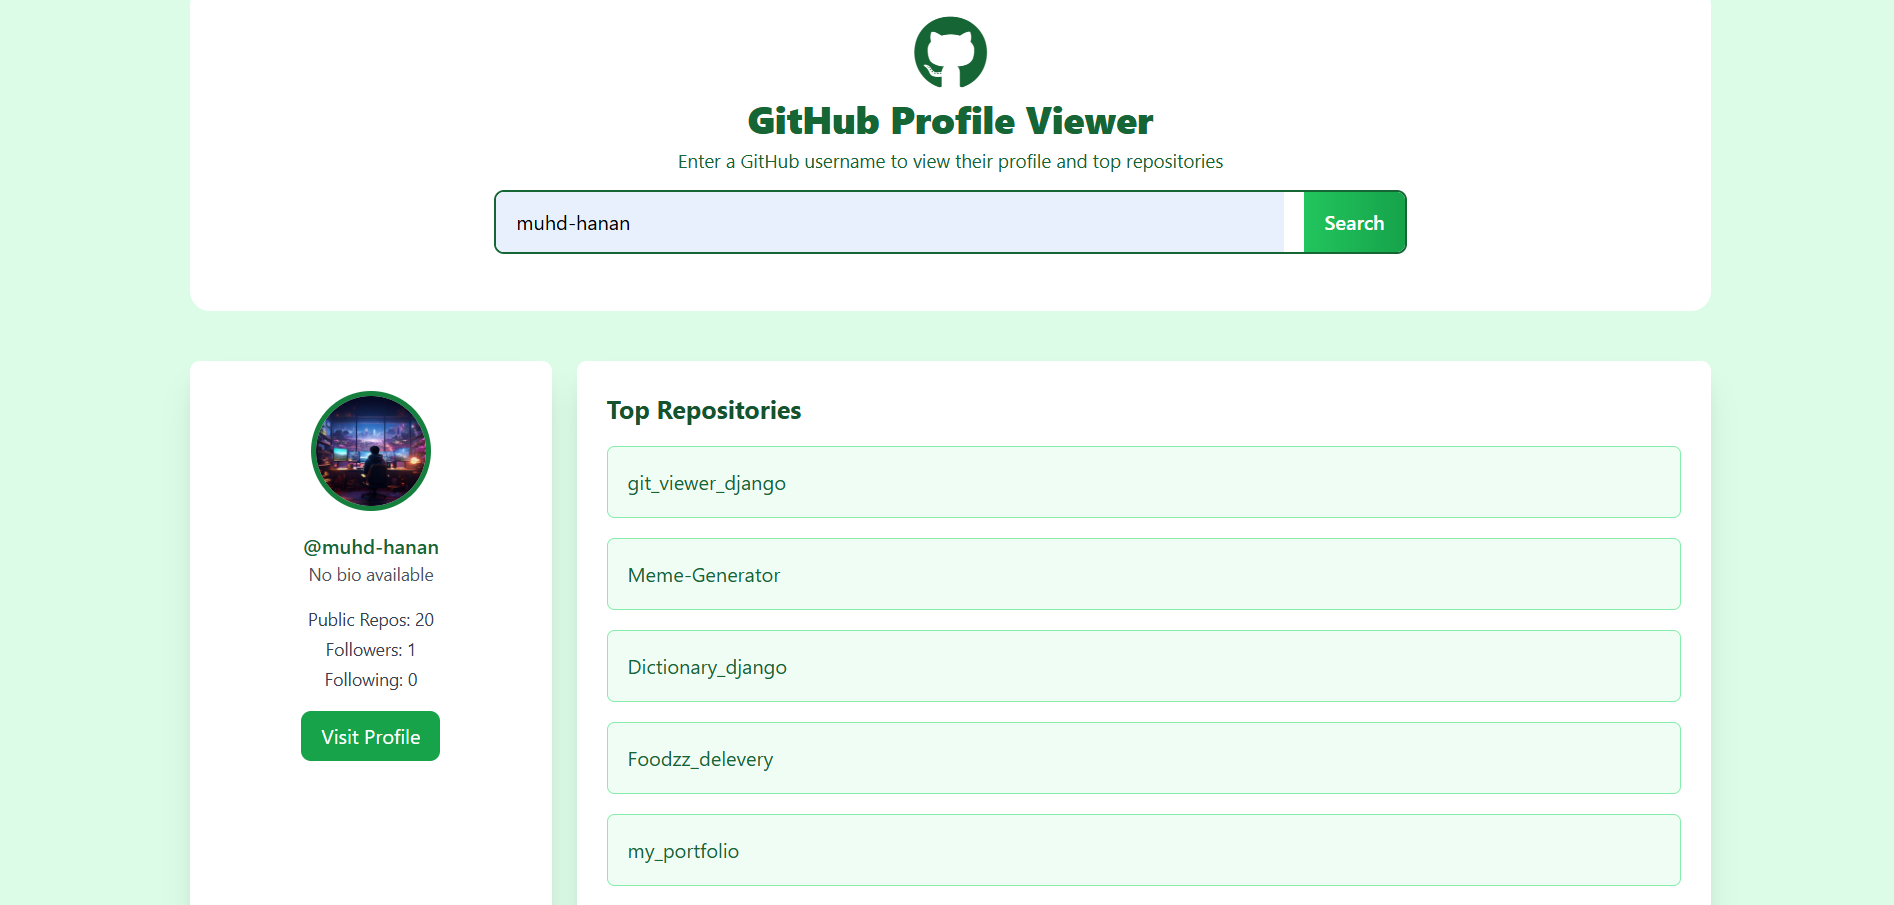 GitHub Profile Viewer
Enter a GitHub username to view their profile and top repositories
muhd-hanan
Search
@muhd-hanan
No bio available
Public Repos: 20
Followers: 1
Following: 0
Visit Profile
Top Repositories
git_viewer_django
Meme-Generator
Dictionary_django
Foodzz_delevery
my_portfolio